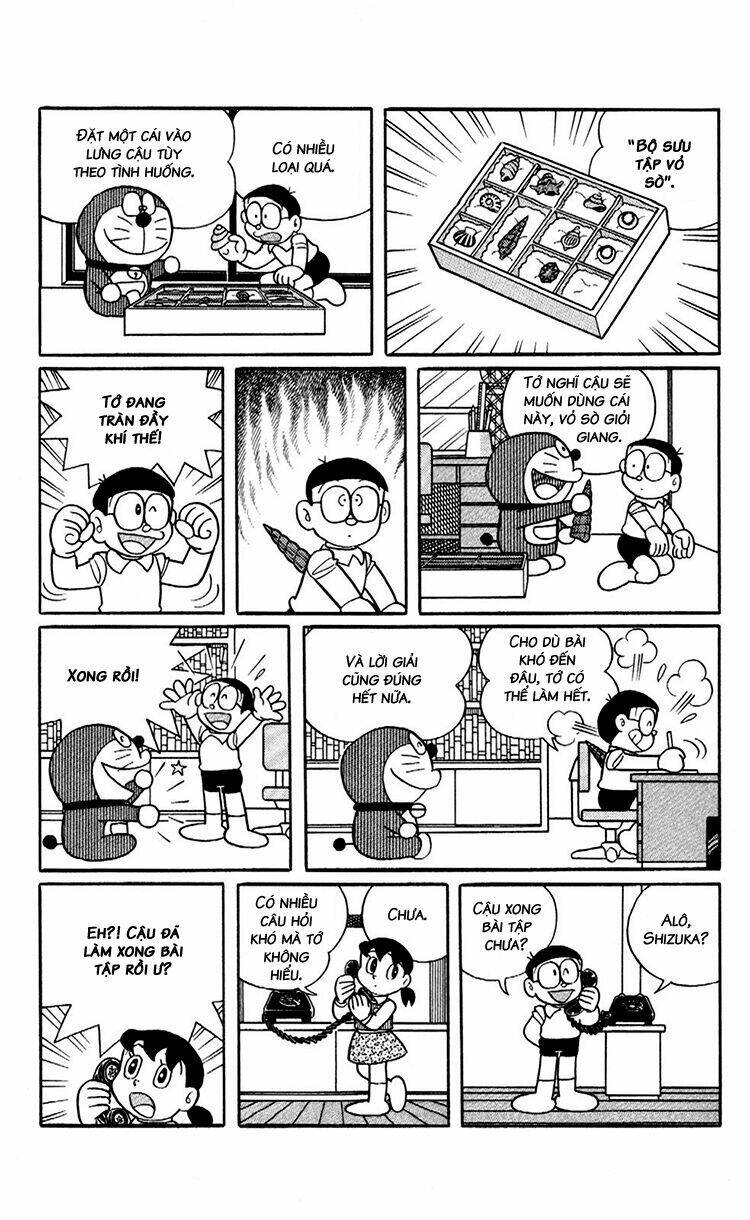 "BỘ SƯU
TẬP VỎ
SÒ".
CÓ NHIỀU
LOẠI QUÁ.
ĐẶT MỘT CÁI VÀO
LƯNG CẬU TÙY
THEO TÌNH HUỐNG.
TỚ NGHĨ CẬU SẼ
MUỐN DÙNG CÁI
NÀY, VỎ SÒ GIỎI
GIANG.
TỚ ĐANG
TRÀN ĐẦY
KHÍ THẾ!
CHO DÙ BÀI
KHÓ ĐẾN
ĐÂU, TỚ CÓ
THỂ LÀM HẾT.
VÀ LỜI GIẢI
CŨNG ĐÚNG
HẾT NỮA.
XONG RỒI!
ALÔ,
SHIZUKA?
CẬU XONG
BÀI TẬP
CHƯA?
CHƯA.
CÓ NHIỀU
CÂU HỎI
KHÓ MÀ TỚ
KHÔNG
HIỂU.
EH?! CẬU ĐÃ
LÀM XONG BÀI
TẬP RỒI Ư?